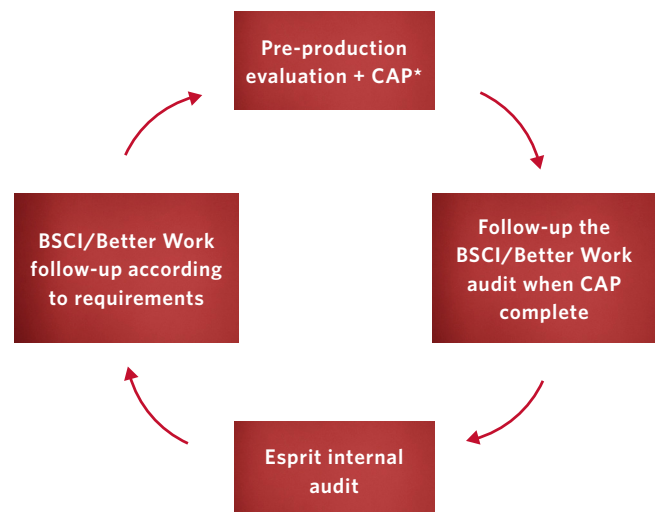 Pre-production
evaluation + CAP*
Follow-up the
BSCI/Better Work
audit when CAP
complete
Esprit internal
audit
BSCI/Better Work
follow-up according
to requirements